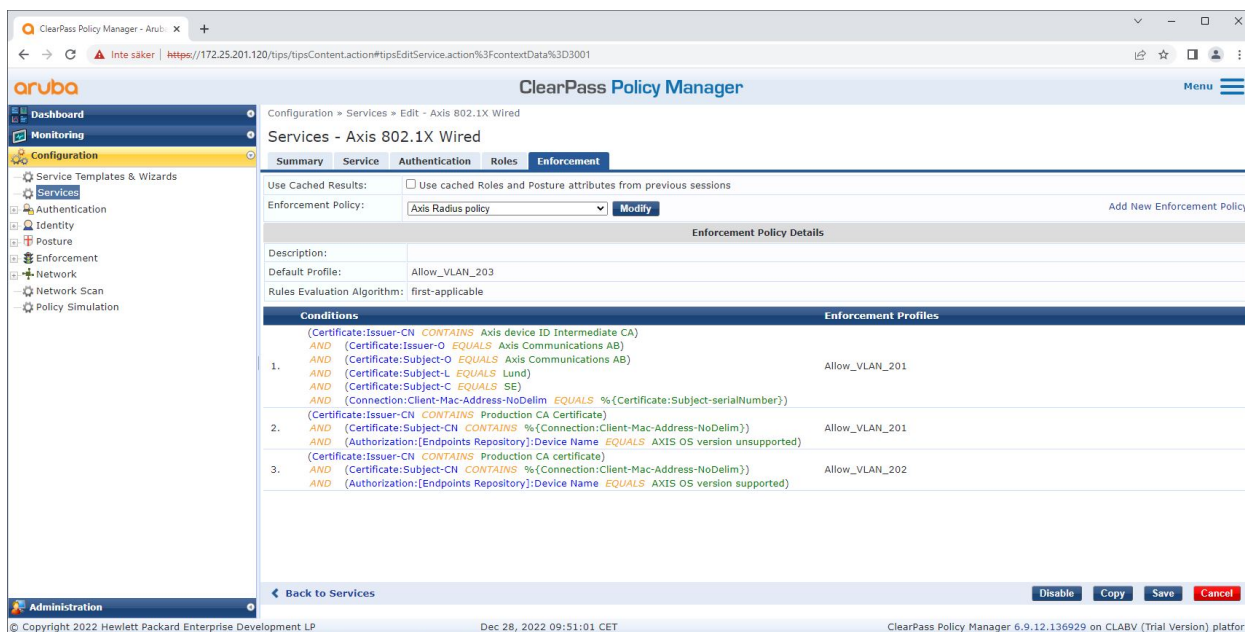 ClearPass Policy Manager - Arub
Inte säker | https://172.25.201.120/tips/tipsContent.action#tipsEditService.action%3FcontextData%3D3001
aruba
ClearPass Policy Manager
Menu
Dashboard
Monitoring
Configuration
Service Templates & Wizards
Services
Authentication
Identity
Posture
Enforcement
Network
Network Scan
Policy Simulation
Administration
Configuration » Services » Edit - Axis 802.1X Wired
Services - Axis 802.1X Wired
Summary Service Authentication Roles Enforcement
Use Cached Results: Use cached Roles and Posture attributes from previous sessions
Enforcement Policy: Axis Radius policy Modify Add New Enforcement Policy
Enforcement Policy Details
Description:
Default Profile: Allow_VLAN_203
Rules Evaluation Algorithm: first-applicable
Conditions Enforcement Profiles
(Certificate:Issuer-CN CONTAINS Axis device ID Intermediate CA)
AND (Certificate:Issuer-O EQUALS Axis Communications AB)
AND (Certificate:Subject-O EQUALS Axis Communications AB)
1. AND (Certificate:Subject-L EQUALS Lund) Allow_VLAN_201
AND (Certificate:Subject-C EQUALS SE)
AND (Connection:Client-Mac-Address-NoDelim EQUALS %{Certificate:Subject-serialNumber})
(Certificate:Issuer-CN CONTAINS Production CA Certificate)
2. AND (Certificate:Subject-CN CONTAINS %{Connection:Client-Mac-Address-NoDelim}) Allow_VLAN_201
AND (Authorization:[Endpoints Repository]:Device Name EQUALS AXIS OS version unsupported)
(Certificate:Issuer-CN CONTAINS Production CA certificate)
3. AND (Certificate:Subject-CN CONTAINS %{Connection:Client-Mac-Address-NoDelim}) Allow_VLAN_202
AND (Authorization:[Endpoints Repository]:Device Name EQUALS AXIS OS version supported)
Back to Services Disable Copy Save Cancel
© Copyright 2022 Hewlett Packard Enterprise Development LP Dec 28, 2022 09:51:01 CET ClearPass Policy Manager 6.9.12.136929 on CLABV (Trial Version) platfor